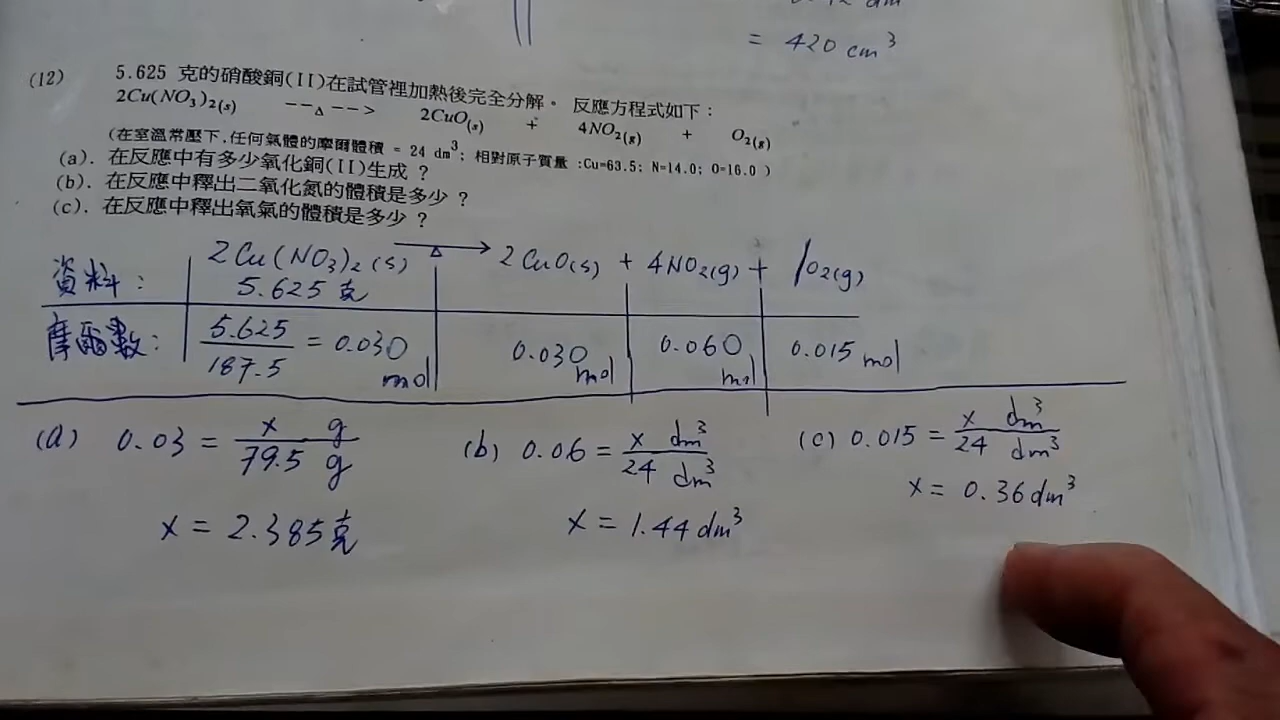 = 420 cm³
(12) 5.625 克的硝酸銅(II)在試管裡加熱後完全分解。 反應方程式如下：
2Cu(NO₃)₂(s) --△--> 2CuO(s) + 4NO₂(g) + O₂(g)
(在室溫常壓下,任何氣體的摩爾體積 = 24 dm³; 相對原子質量 :Cu=63.5; N=14.0; O=16.0 )
(a). 在反應中有多少氧化銅(II)生成 ?
(b). 在反應中釋出二氧化氮的體積是多少 ?
(c). 在反應中釋出氧氣的體積是多少 ?
資料: 2Cu(NO₃)₂(s) △→ 2CuO(s) + 4NO₂(g) + 1O₂(g)
5.625 克
摩爾數: 5.625/187.5 = 0.030 mol 0.030 mol 0.060 mol 0.015 mol
(a) 0.03 = x g/79.5 g (b) 0.06 = x dm³/24 dm³ (c) 0.015 = x dm³/24 dm³
x = 2.385克 x = 1.44 dm³ x = 0.36 dm³